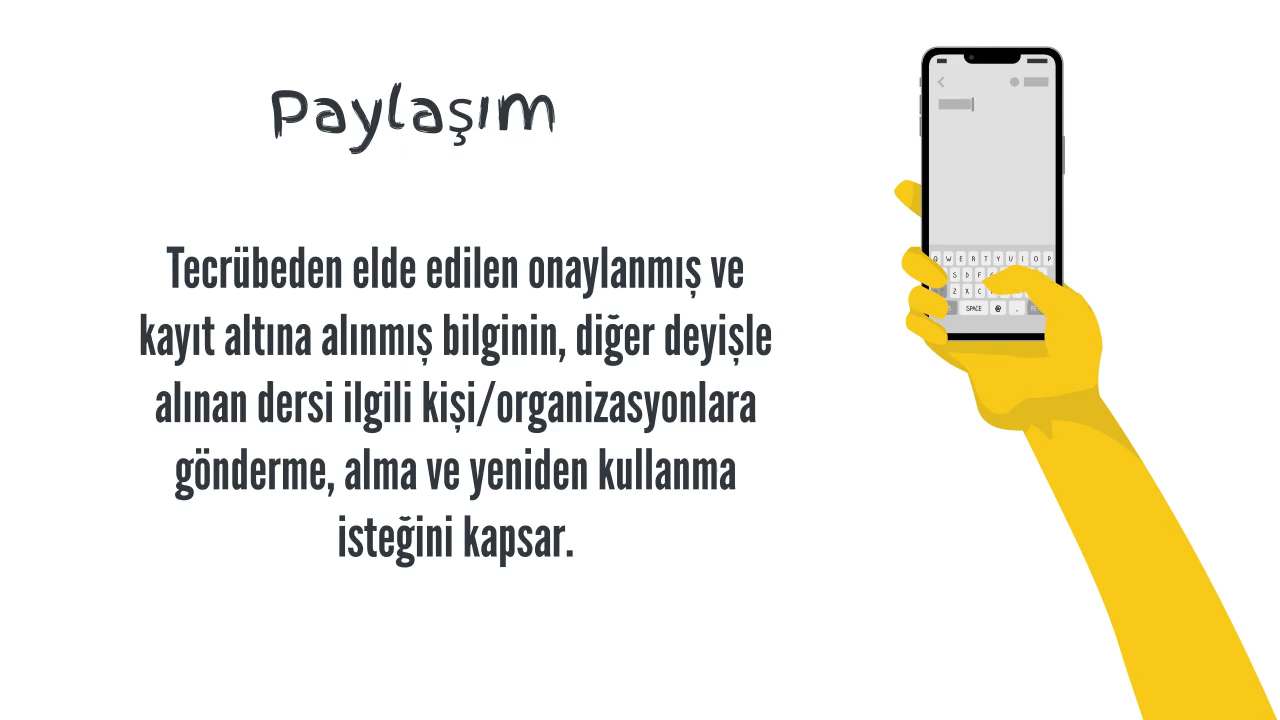 Paylaşım
Tecrübeden elde edilen onaylanmış ve
kayıt altına alınmış bilginin, diğer deyişle
alınan dersi ilgili kişi/organizasyonlara
gönderme, alma ve yeniden kullanma
isteğini kapsar.
Q W E R T Y U I O P
S D F G
Z X C
SPACE @ .